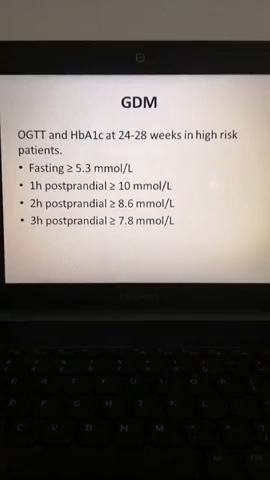 GDM
OGTT and HbA1c at 24-28 weeks in high risk
patients.
• Fasting ≥ 5.3 mmol/L
• 1h postprandial ≥ 10 mmol/L
• 2h postprandial ≥ 8.6 mmol/L
• 3h postprandial ≥ 7.8 mmol/L
E R T Y U I O P
D F G H J K L
C V B N M